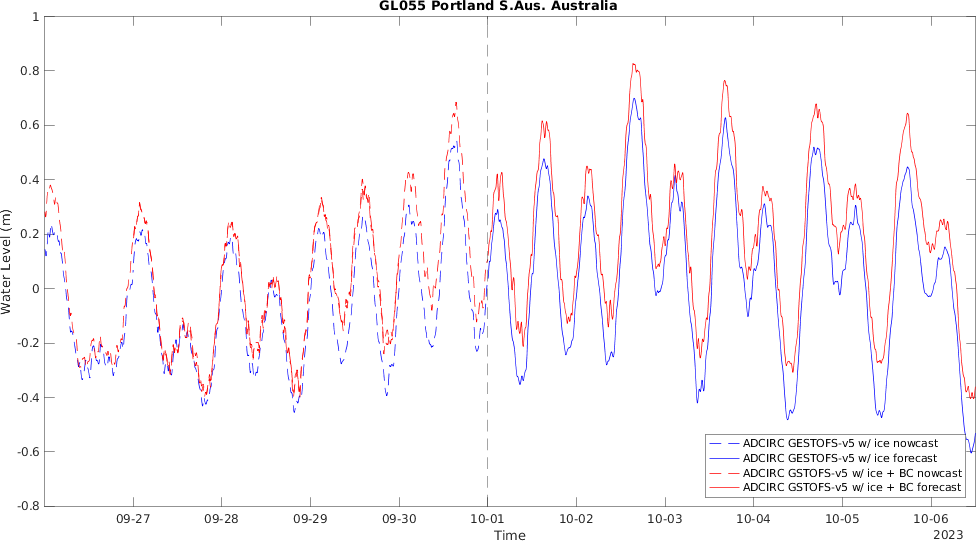 GL055 Portland S.Aus. Australia
1
0.8
0.6
0.4
0.2
0
-0.2
-0.4
-0.6
-0.8
Water Level (m)
ADCIRC GESTOFS-v5 w/ ice nowcast
ADCIRC GESTOFS-v5 w/ ice forecast
ADCIRC GSTOFS-v5 w/ ice + BC nowcast
ADCIRC GSTOFS-v5 w/ ice + BC forecast
09-27 09-28 09-29 09-30 10-01 10-02 10-03 10-04 10-05 10-06
Time
2023